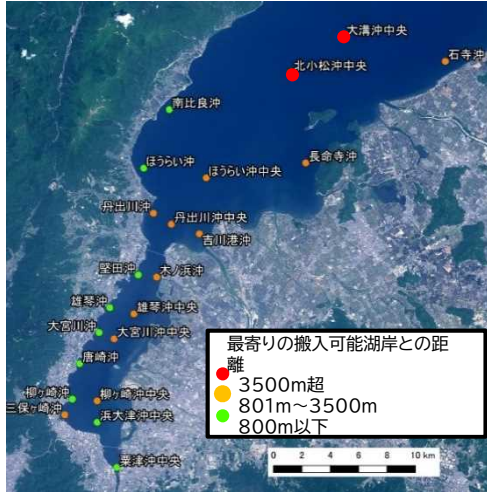 大溝沖中央
石寺沖
北小松沖中央
南比良沖
ほうらい沖
ほうらい沖中央
長命寺沖
丹出川沖
丹出川沖中央
吉川港沖
堅田沖
木ノ浜沖
雄琴沖
雄琴沖中央
大宮川沖
大宮川沖中央
唐崎沖
柳ヶ崎沖
柳ヶ崎沖中央
三保ヶ崎沖
浜大津沖中央
粟津沖中央
最寄りの搬入可能湖岸との距
離
3500m超
801m～3500m
800m以下
0 2 4 6 8 10 km